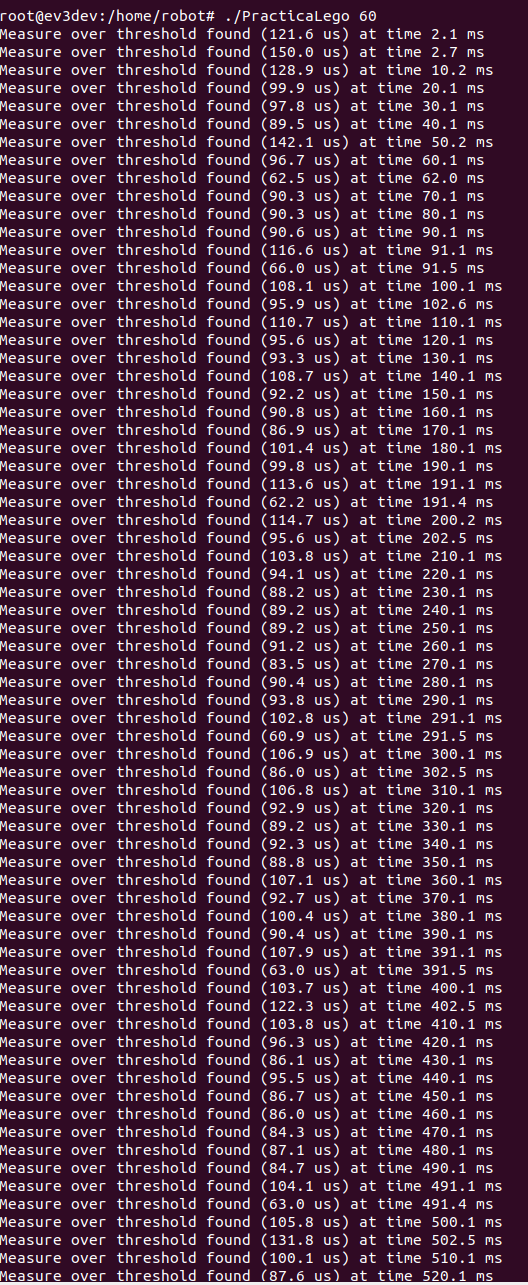 root@ev3dev:/home/robot# ./PracticaLego 60
Measure over threshold found (121.6 us) at time 2.1 ms
Measure over threshold found (150.0 us) at time 2.7 ms
Measure over threshold found (128.9 us) at time 10.2 ms
Measure over threshold found (99.9 us) at time 20.1 ms
Measure over threshold found (97.8 us) at time 30.1 ms
Measure over threshold found (89.5 us) at time 40.1 ms
Measure over threshold found (142.1 us) at time 50.2 ms
Measure over threshold found (96.7 us) at time 60.1 ms
Measure over threshold found (62.5 us) at time 62.0 ms
Measure over threshold found (90.3 us) at time 70.1 ms
Measure over threshold found (90.3 us) at time 80.1 ms
Measure over threshold found (90.6 us) at time 90.1 ms
Measure over threshold found (116.6 us) at time 91.1 ms
Measure over threshold found (66.0 us) at time 91.5 ms
Measure over threshold found (108.1 us) at time 100.1 ms
Measure over threshold found (95.9 us) at time 102.6 ms
Measure over threshold found (110.7 us) at time 110.1 ms
Measure over threshold found (95.6 us) at time 120.1 ms
Measure over threshold found (93.3 us) at time 130.1 ms
Measure over threshold found (108.7 us) at time 140.1 ms
Measure over threshold found (92.2 us) at time 150.1 ms
Measure over threshold found (90.8 us) at time 160.1 ms
Measure over threshold found (86.9 us) at time 170.1 ms
Measure over threshold found (101.4 us) at time 180.1 ms
Measure over threshold found (99.8 us) at time 190.1 ms
Measure over threshold found (113.6 us) at time 191.1 ms
Measure over threshold found (62.2 us) at time 191.4 ms
Measure over threshold found (114.7 us) at time 200.2 ms
Measure over threshold found (95.6 us) at time 202.5 ms
Measure over threshold found (103.8 us) at time 210.1 ms
Measure over threshold found (94.1 us) at time 220.1 ms
Measure over threshold found (88.2 us) at time 230.1 ms
Measure over threshold found (89.2 us) at time 240.1 ms
Measure over threshold found (89.2 us) at time 250.1 ms
Measure over threshold found (91.2 us) at time 260.1 ms
Measure over threshold found (83.5 us) at time 270.1 ms
Measure over threshold found (90.4 us) at time 280.1 ms
Measure over threshold found (93.8 us) at time 290.1 ms
Measure over threshold found (102.8 us) at time 291.1 ms
Measure over threshold found (60.9 us) at time 291.5 ms
Measure over threshold found (106.9 us) at time 300.1 ms
Measure over threshold found (86.0 us) at time 302.5 ms
Measure over threshold found (106.8 us) at time 310.1 ms
Measure over threshold found (92.9 us) at time 320.1 ms
Measure over threshold found (89.2 us) at time 330.1 ms
Measure over threshold found (92.3 us) at time 340.1 ms
Measure over threshold found (88.8 us) at time 350.1 ms
Measure over threshold found (107.1 us) at time 360.1 ms
Measure over threshold found (92.7 us) at time 370.1 ms
Measure over threshold found (100.4 us) at time 380.1 ms
Measure over threshold found (90.4 us) at time 390.1 ms
Measure over threshold found (107.9 us) at time 391.1 ms
Measure over threshold found (63.0 us) at time 391.5 ms
Measure over threshold found (103.7 us) at time 400.1 ms
Measure over threshold found (122.3 us) at time 402.5 ms
Measure over threshold found (103.8 us) at time 410.1 ms
Measure over threshold found (96.3 us) at time 420.1 ms
Measure over threshold found (86.1 us) at time 430.1 ms
Measure over threshold found (95.5 us) at time 440.1 ms
Measure over threshold found (86.7 us) at time 450.1 ms
Measure over threshold found (86.0 us) at time 460.1 ms
Measure over threshold found (84.3 us) at time 470.1 ms
Measure over threshold found (87.1 us) at time 480.1 ms
Measure over threshold found (84.7 us) at time 490.1 ms
Measure over threshold found (104.1 us) at time 491.1 ms
Measure over threshold found (63.0 us) at time 491.4 ms
Measure over threshold found (105.8 us) at time 500.1 ms
Measure over threshold found (131.8 us) at time 502.5 ms
Measure over threshold found (100.1 us) at time 510.1 ms
Measure over threshold found (87.6 us) at time 520.1 ms